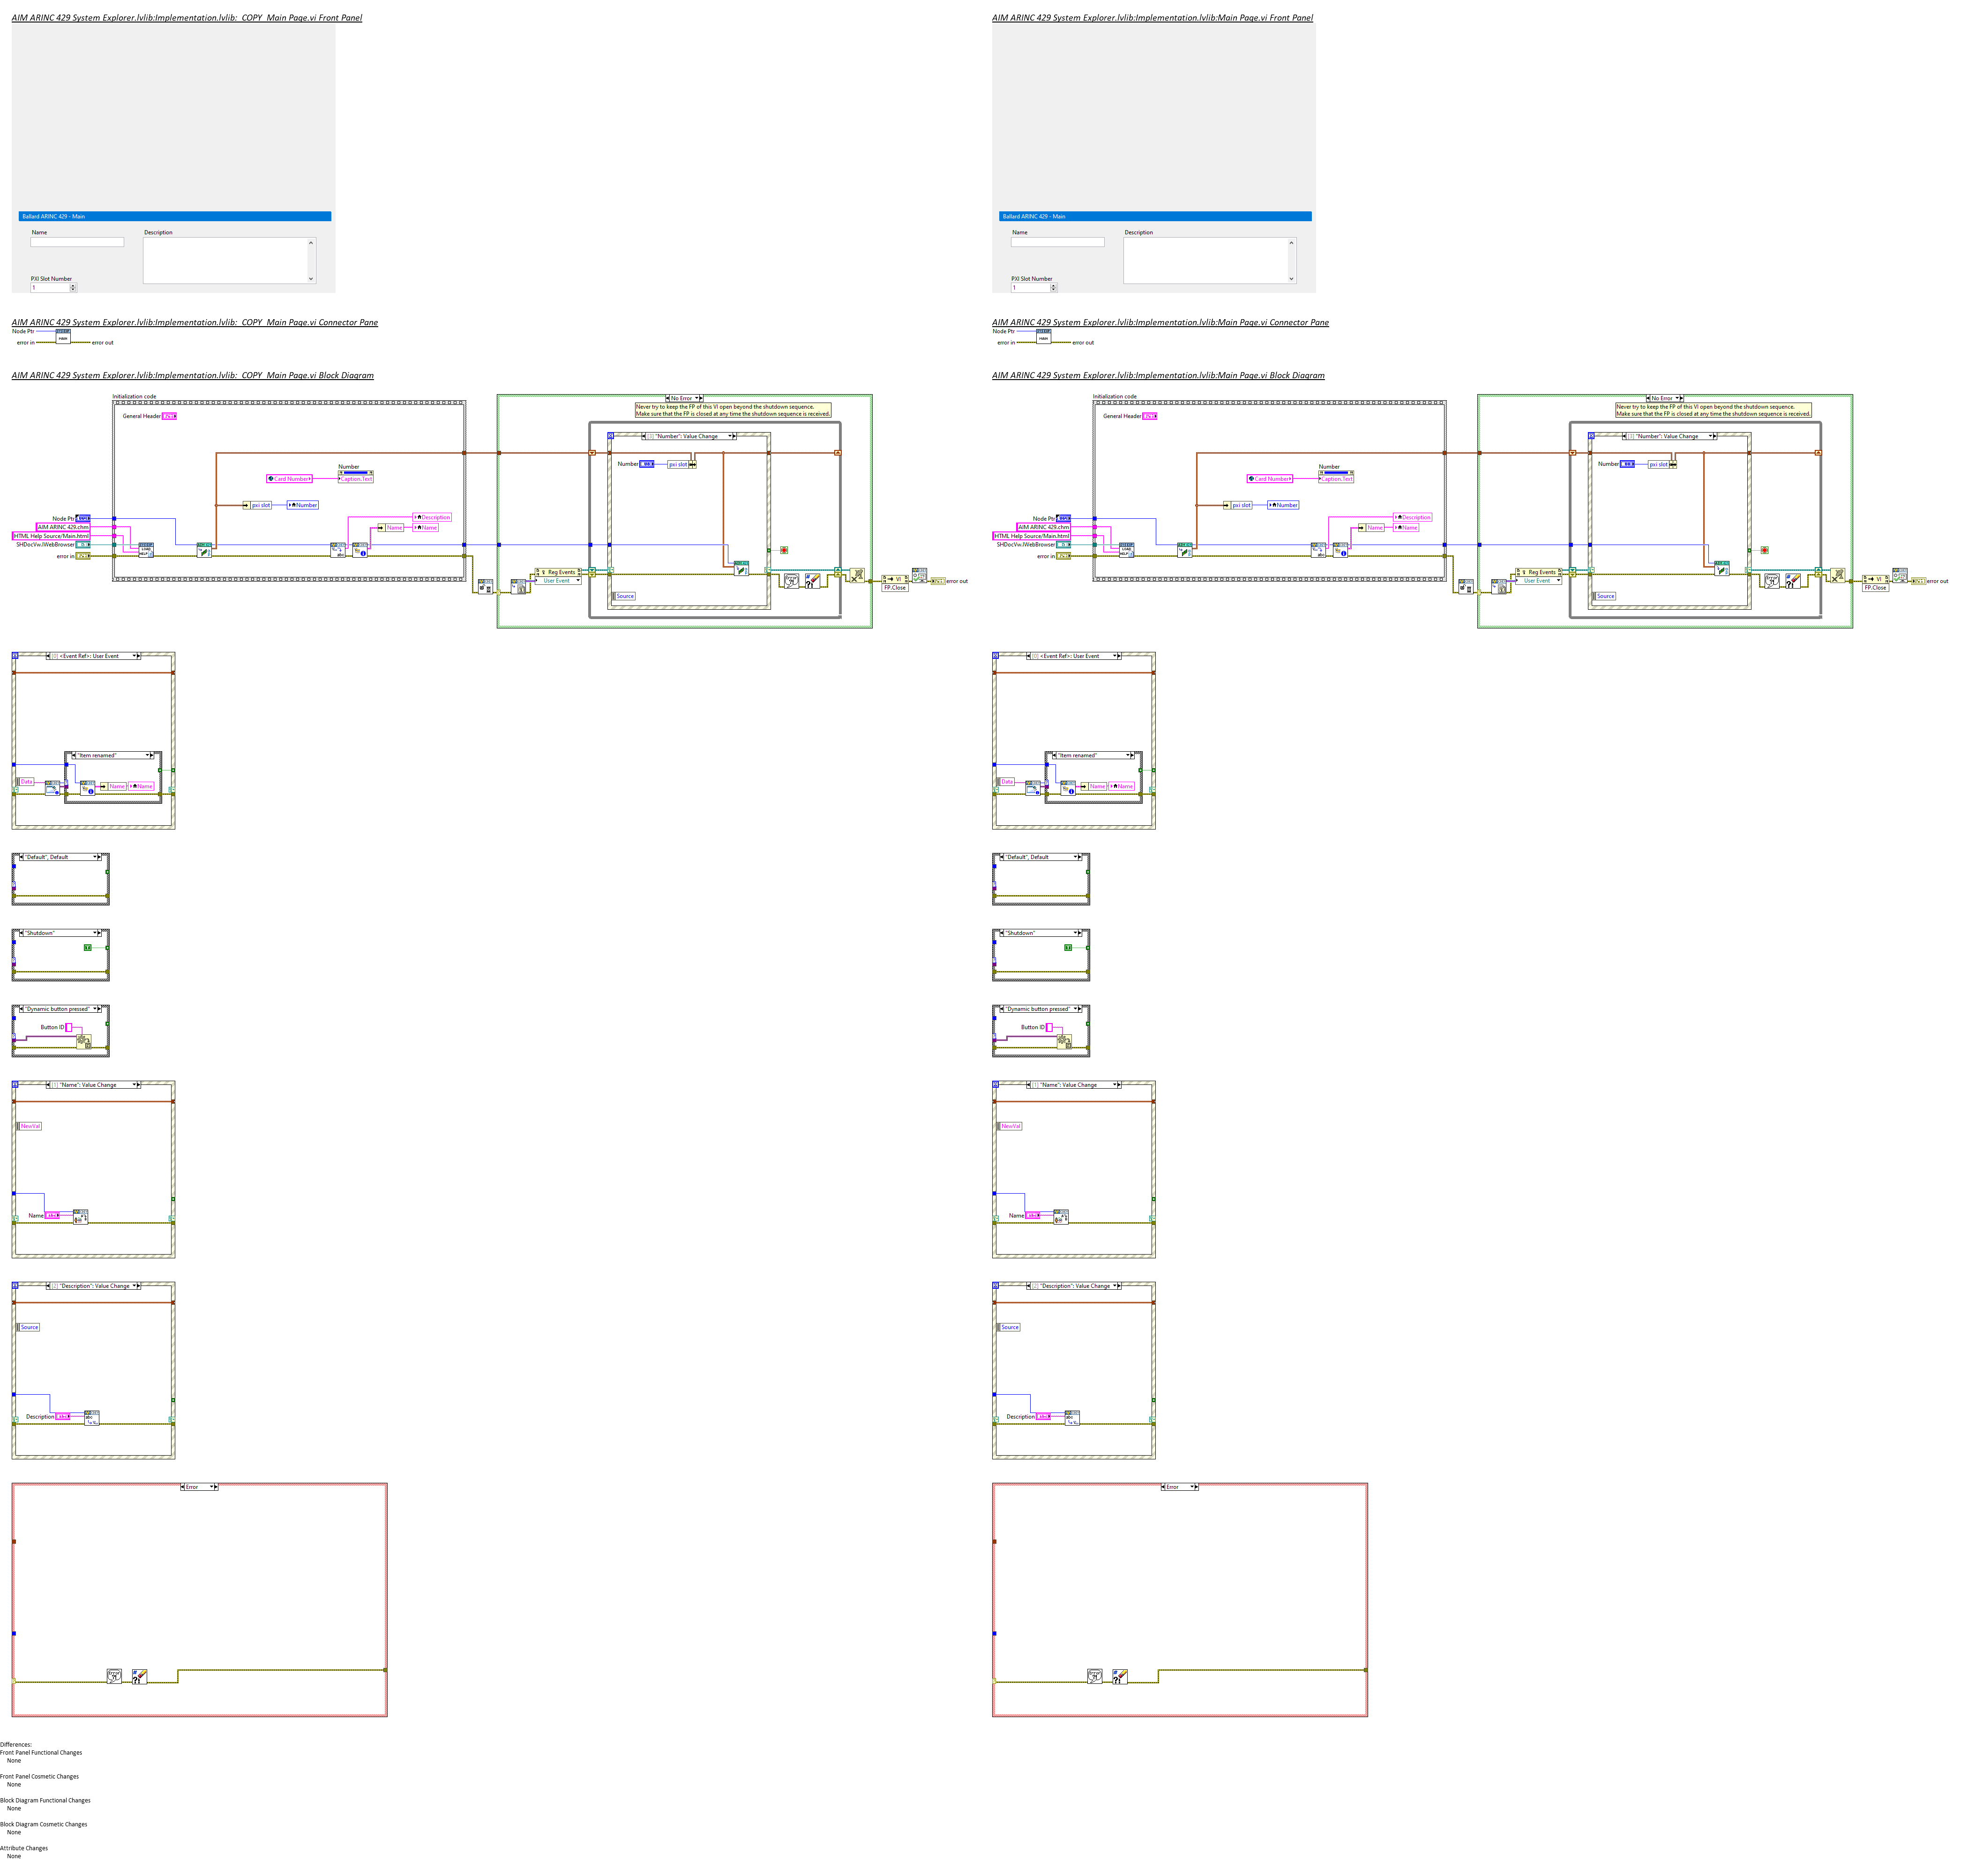 AIM ARINC 429 System Explorer.lvlib:Implementation.lvlib:_COPY_Main Page.vi Front Panel
Ballard ARINC 429 - Main
Name
Description
PXI Slot Number
1
AIM ARINC 429 System Explorer.lvlib:Implementation.lvlib:_COPY_Main Page.vi Connector Pane
Node Ptr
error in
error out
AIM ARINC 429 System Explorer.lvlib:Implementation.lvlib:_COPY_Main Page.vi Block Diagram
Initialization code
General Header
No Error
Never try to keep the FP of this VI open beyond the shutdown sequence,
Make sure that the FP is closed at any time the shutdown sequence is received.
[3] "Number": Value Change
Number
pxi slot
Number
Card Number
Caption.Text
pxi slot
Number
Node Ptr
AIM ARINC 429.chm
HTML Help Source/Main.html
SHDocVw.IWebBrowser
error in
Description
Name
Name
Reg Events
User Event
Source
VI
FP.Close
error out
[0] <Event Ref>: User Event
"Item renamed"
Data
Name
Name
"Default", Default
"Shutdown"
"Dynamic button pressed"
Button ID
[1] "Name": Value Change
NewVal
Name
[2] "Description": Value Change
Source
Description
Error
Differences:
Front Panel Functional Changes
None
Front Panel Cosmetic Changes
None
Block Diagram Functional Changes
None
Block Diagram Cosmetic Changes
None
Attribute Changes
None
AIM ARINC 429 System Explorer.lvlib:Implementation.lvlib:Main Page.vi Front Panel
Ballard ARINC 429 - Main
Name
Description
PXI Slot Number
1
AIM ARINC 429 System Explorer.lvlib:Implementation.lvlib:Main Page.vi Connector Pane
Node Ptr
error in
error out
AIM ARINC 429 System Explorer.lvlib:Implementation.lvlib:Main Page.vi Block Diagram
Initialization code
General Header
No Error
Never try to keep the FP of this VI open beyond the shutdown sequence,
Make sure that the FP is closed at any time the shutdown sequence is received.
[3] "Number": Value Change
Number
pxi slot
Number
Card Number
Caption.Text
pxi slot
Number
Node Ptr
AIM ARINC 429.chm
HTML Help Source/Main.html
SHDocVw.IWebBrowser
error in
Description
Name
Name
Reg Events
User Event
Source
VI
FP.Close
error out
[0] <Event Ref>: User Event
"Item renamed"
Data
Name
Name
"Default", Default
"Shutdown"
"Dynamic button pressed"
Button ID
[1] "Name": Value Change
NewVal
Name
[2] "Description": Value Change
Source
Description
Error